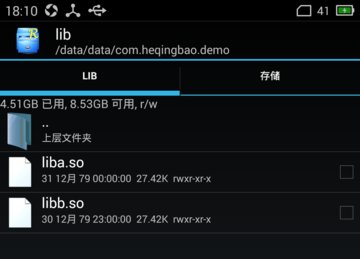 18:10 41
lib
/data/data/com.heqingbao.demo
LIB 存储
4.51GB 已用, 8.53GB 可用, r/w
..
上层文件夹
liba.so
31 12月 79 00:00:00 27.42K rwxr-xr-x
libb.so
30 12月 79 23:00:00 27.42K rwxr-xr-x